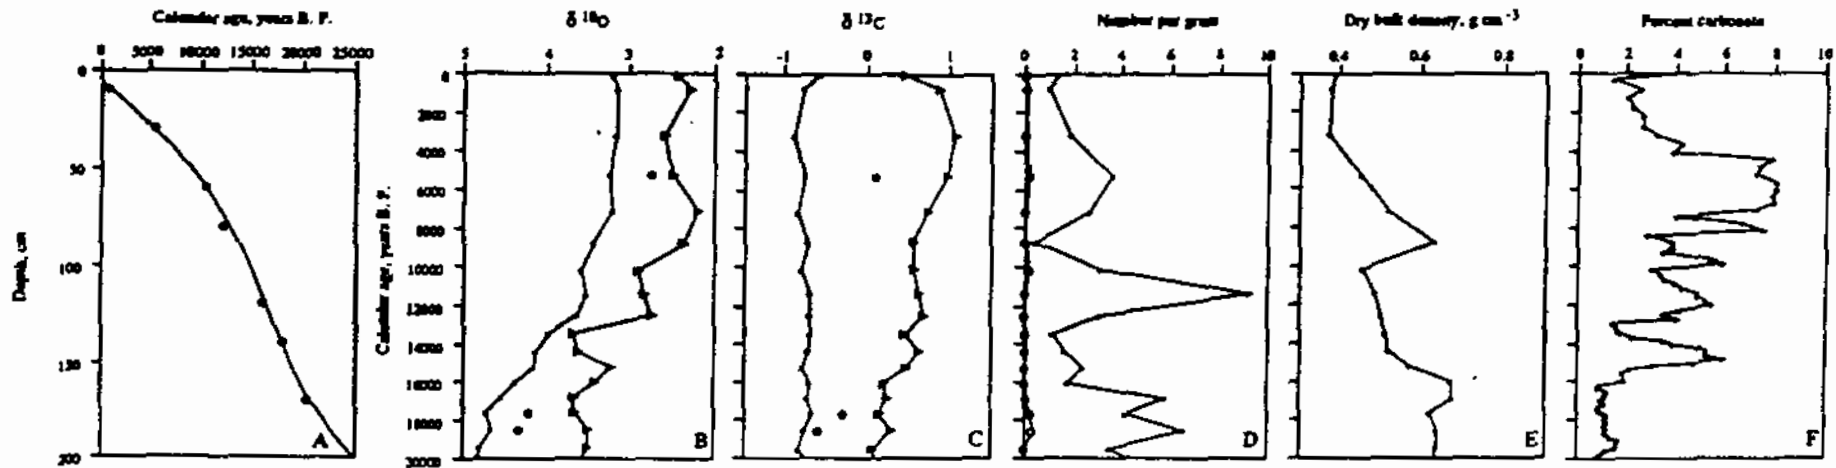 Calendar age, years B. P.
0 5000 10000 15000 20000 25000
Depth, cm
0
50
100
150
200
A
δ 18O
5 4 3 2
Calendar age, years B. P.
0
2000
4000
6000
8000
10000
12000
14000
16000
18000
20000
B
δ 13C
-1 0 1
C
Number per gram
0 2 4 6 8 10
D
Dry bulk density, g cm -3
0.4 0.6 0.8
E
Percent carbonate
0 2 4 6 8 10
F